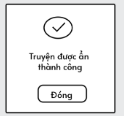 Truyện được ẩn
thành công
Đóng